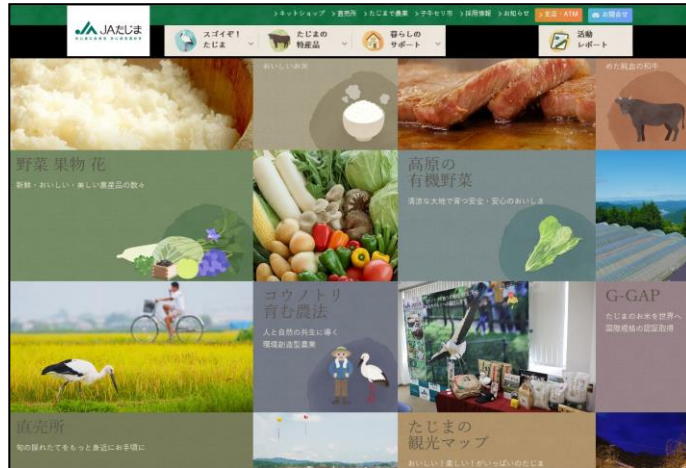 >ネットショップ >直売所 >たじまで農業 >子牛セリ市 >採用情報 >お知らせ >支店・ATM お問合せ
JAたじま
スゴイぞ!
たじま
たじまの
特産品
暮らしの
サポート
活動
レポート
おいしいお米
めた純血の和牛
野菜 果物 花
新鮮・おいしい・美しい農産品の数々
高原の
有機野菜
清涼な大地で育つ安全・安心のおいしさ
コウノトリ
育む農法
人と自然の共生に導く
環境創造型農業
G-GAP
たじまのお米を世界へ
国際規格の認証取得
直売所
旬の採れたてをもっと身近にお手頃に
たじまの
観光マップ
おいしい!楽しい!がいっぱいのたじま